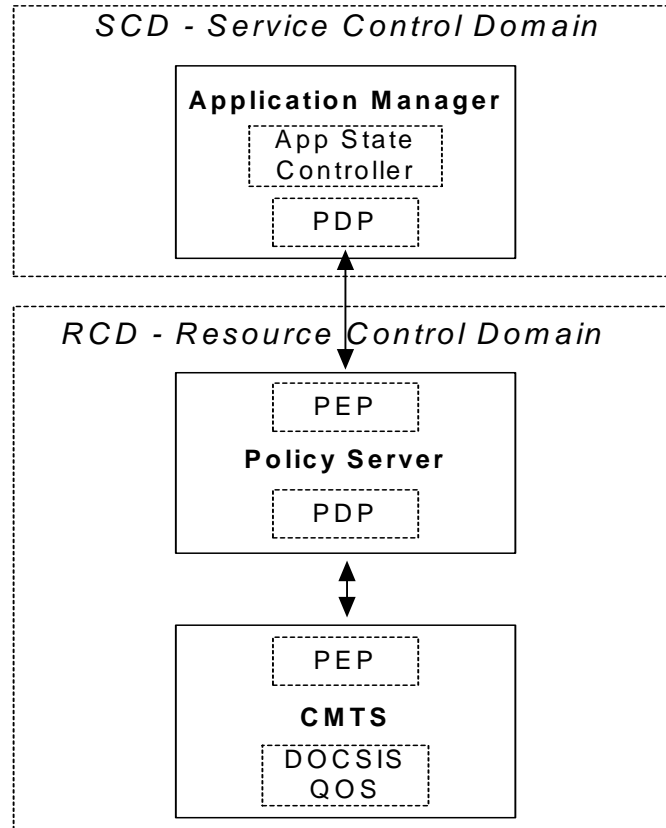 SCD - Service Control Domain
Application Manager
App State
Controller
PDP
RCD - Resource Control Domain
PEP
Policy Server
PDP
PEP
CMTS
DOCSIS
QOS